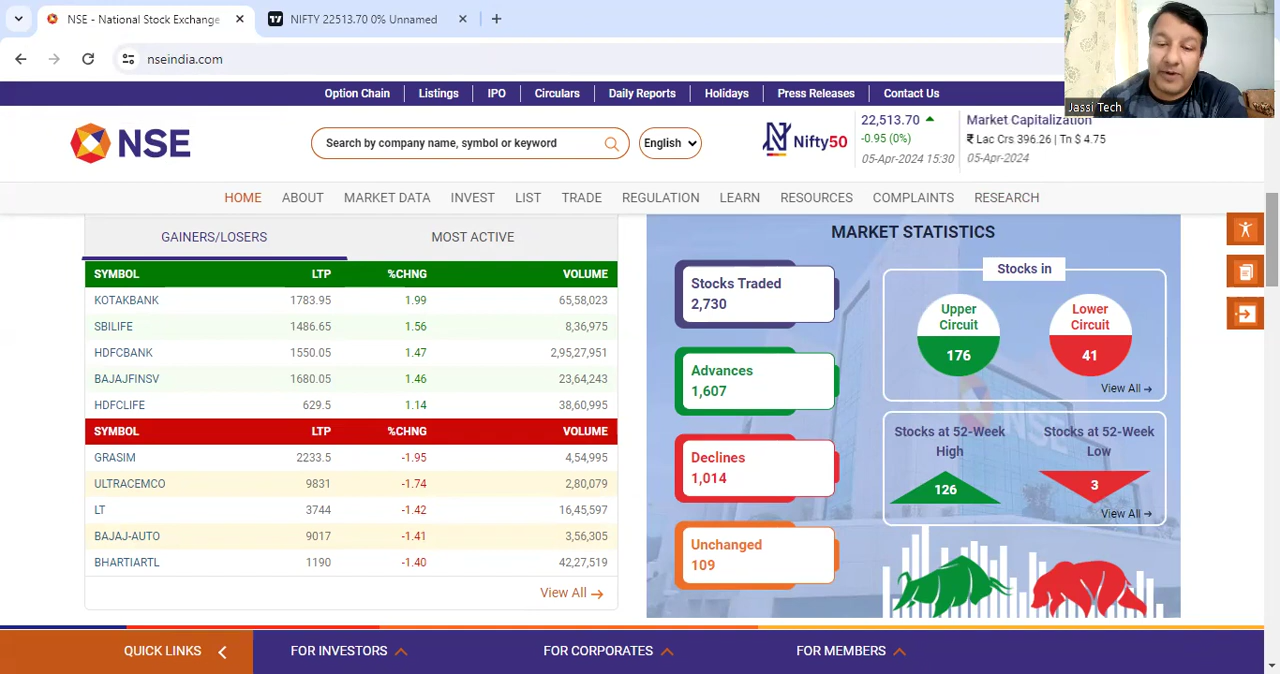 NSE - National Stock Exchange
NIFTY 22513.70 0% Unnamed
nseindia.com
Jassi Tech
Option Chain
Listings
IPO
Circulars
Daily Reports
Holidays
Press Releases
Contact Us
NSE
Search by company name, symbol or keyword
English
Nifty50
22,513.70
-0.95 (0%)
05-Apr-2024 15:30
Market Capitalization
₹ Lac Crs 396.26 | Tn $ 4.75
05-Apr-2024
HOME ABOUT MARKET DATA INVEST LIST TRADE REGULATION LEARN RESOURCES COMPLAINTS RESEARCH
GAINERS/LOSERS MOST ACTIVE
SYMBOL LTP %CHNG VOLUME
KOTAKBANK 1783.95 1.99 65,58,023
SBILIFE 1486.65 1.56 8,36,975
HDFCBANK 1550.05 1.47 2,95,27,951
BAJAJFINSV 1680.05 1.46 23,64,243
HDFCLIFE 629.5 1.14 38,60,995
SYMBOL LTP %CHNG VOLUME
GRASIM 2233.5 -1.95 4,54,995
ULTRACEMCO 9831 -1.74 2,80,079
LT 3744 -1.42 16,45,597
BAJAJ-AUTO 9017 -1.41 3,56,305
BHARTIARTL 1190 -1.40 42,27,519
View All
MARKET STATISTICS
Stocks Traded
2,730
Advances
1,607
Declines
1,014
Unchanged
109
Stocks in
Upper
Circuit
176
Lower
Circuit
41
View All
Stocks at 52-Week
High
126
Stocks at 52-Week
Low
3
View All
NSE
QUICK LINKS
FOR INVESTORS
FOR CORPORATES
FOR MEMBERS